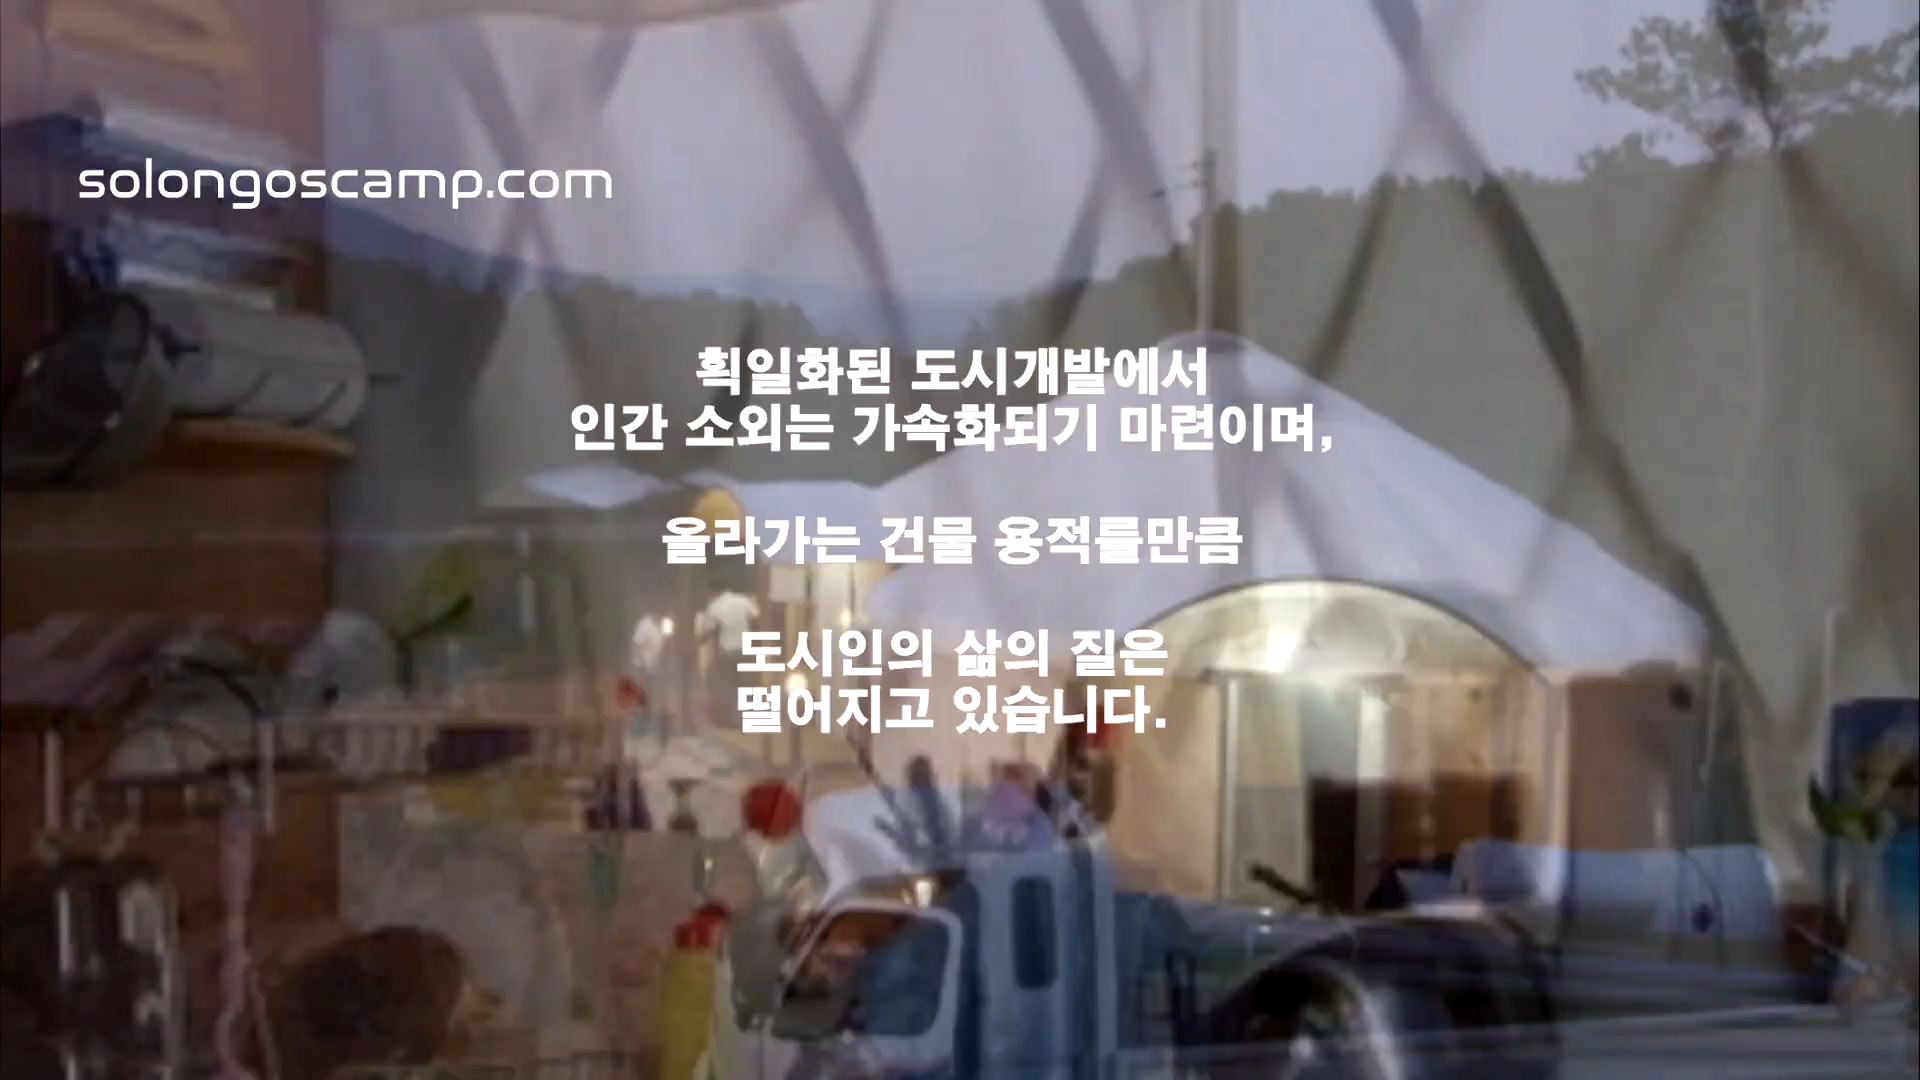 solongoscamp.com
획일화된 도시개발에서
인간 소외는 가속화되기 마련이며,
올라가는 건물 용적률만큼
도시인의 삶의 질은
떨어지고 있습니다.